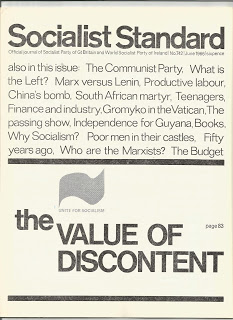 Socialist Standard
Official journal of Socialist Party of Gt Britain and World Socialist Party of Ireland No 742 June 1966 sixpence
also in this issue: The Communist Party, What is
the Left? Marx versus Lenin, Productive labour,
China's bomb, South African martyr, Teenagers,
Finance and industry, Gromyko in the Vatican, The
passing show, Independence for Guyana, Books,
Why Socialism? Poor men in their castles, Fifty
years ago, Who are the Marxists? The Budget
VOTE FOR SOCIALISM
page 83
the VALUE OF
DISCONTENT